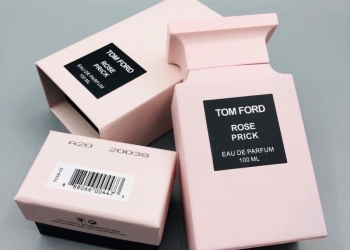 TOM FORD
ROSE
PRICK
EAU DE PARFUM
100 ML
TOM FORD
ROSE
PRICK
EAU DE PARFUM
100 ML
A20 20038